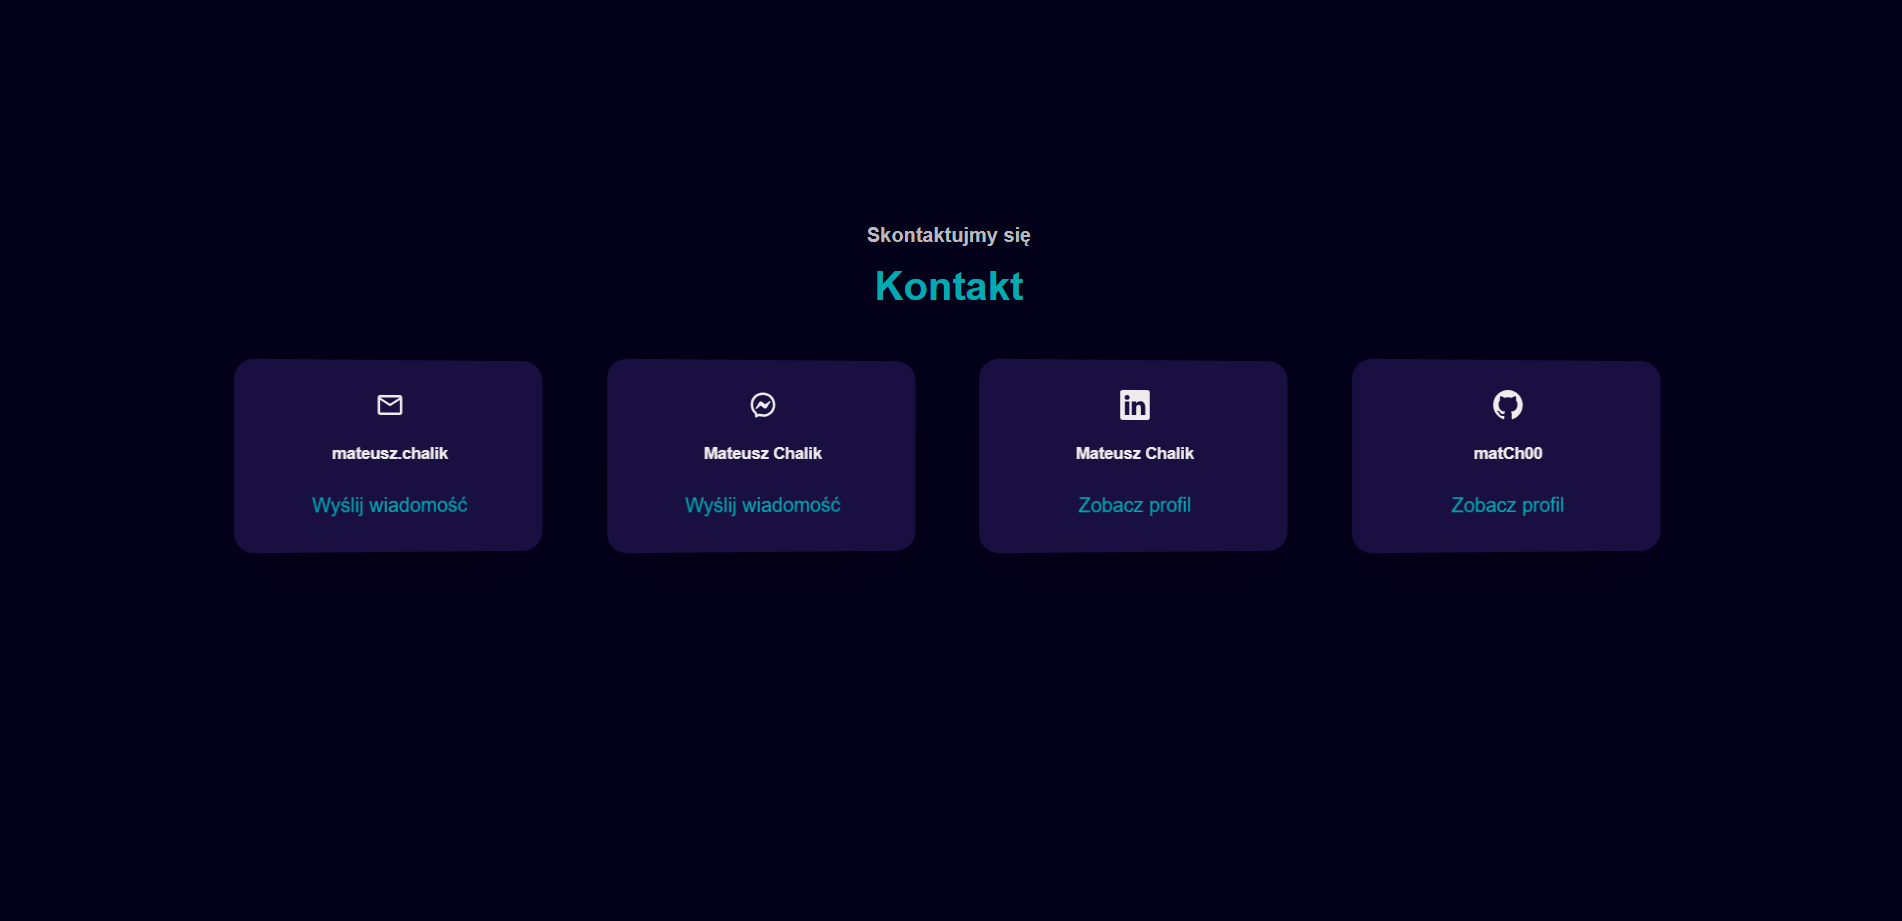 Skontaktujmy się
Kontakt
mateusz.chalik
Wyślij wiadomość
Mateusz Chalik
Wyślij wiadomość
in
Mateusz Chalik
Zobacz profil
matCh00
Zobacz profil